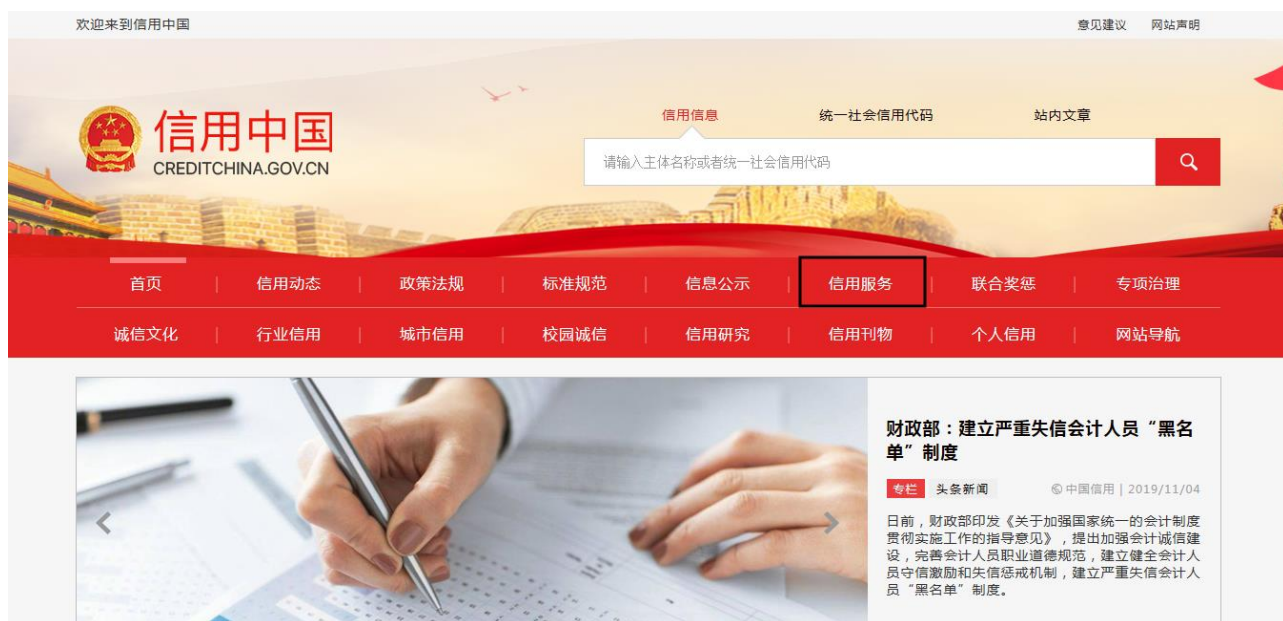 欢迎来到信用中国
意见建议 网站声明
信用中国
CREDITCHINA.GOV.CN
信用信息 统一社会信用代码 站内文章
请输入主体名称或者统一社会信用代码
首页 | 信用动态 | 政策法规 | 标准规范 | 信息公示 | 信用服务 | 联合奖惩 | 专项治理
诚信文化 | 行业信用 | 城市信用 | 校园诚信 | 信用研究 | 信用刊物 | 个人信用 | 网站导航
财政部：建立严重失信会计人员“黑名
单”制度
专栏 头条新闻 中国信用 | 2019/11/04
日前，财政部印发《关于加强国家统一的会计制度
贯彻实施工作的指导意见》，提出加强会计诚信建
设，完善会计人员职业道德规范，建立健全会计人
员守信激励和失信惩戒机制，建立严重失信会计人
员“黑名单”制度。